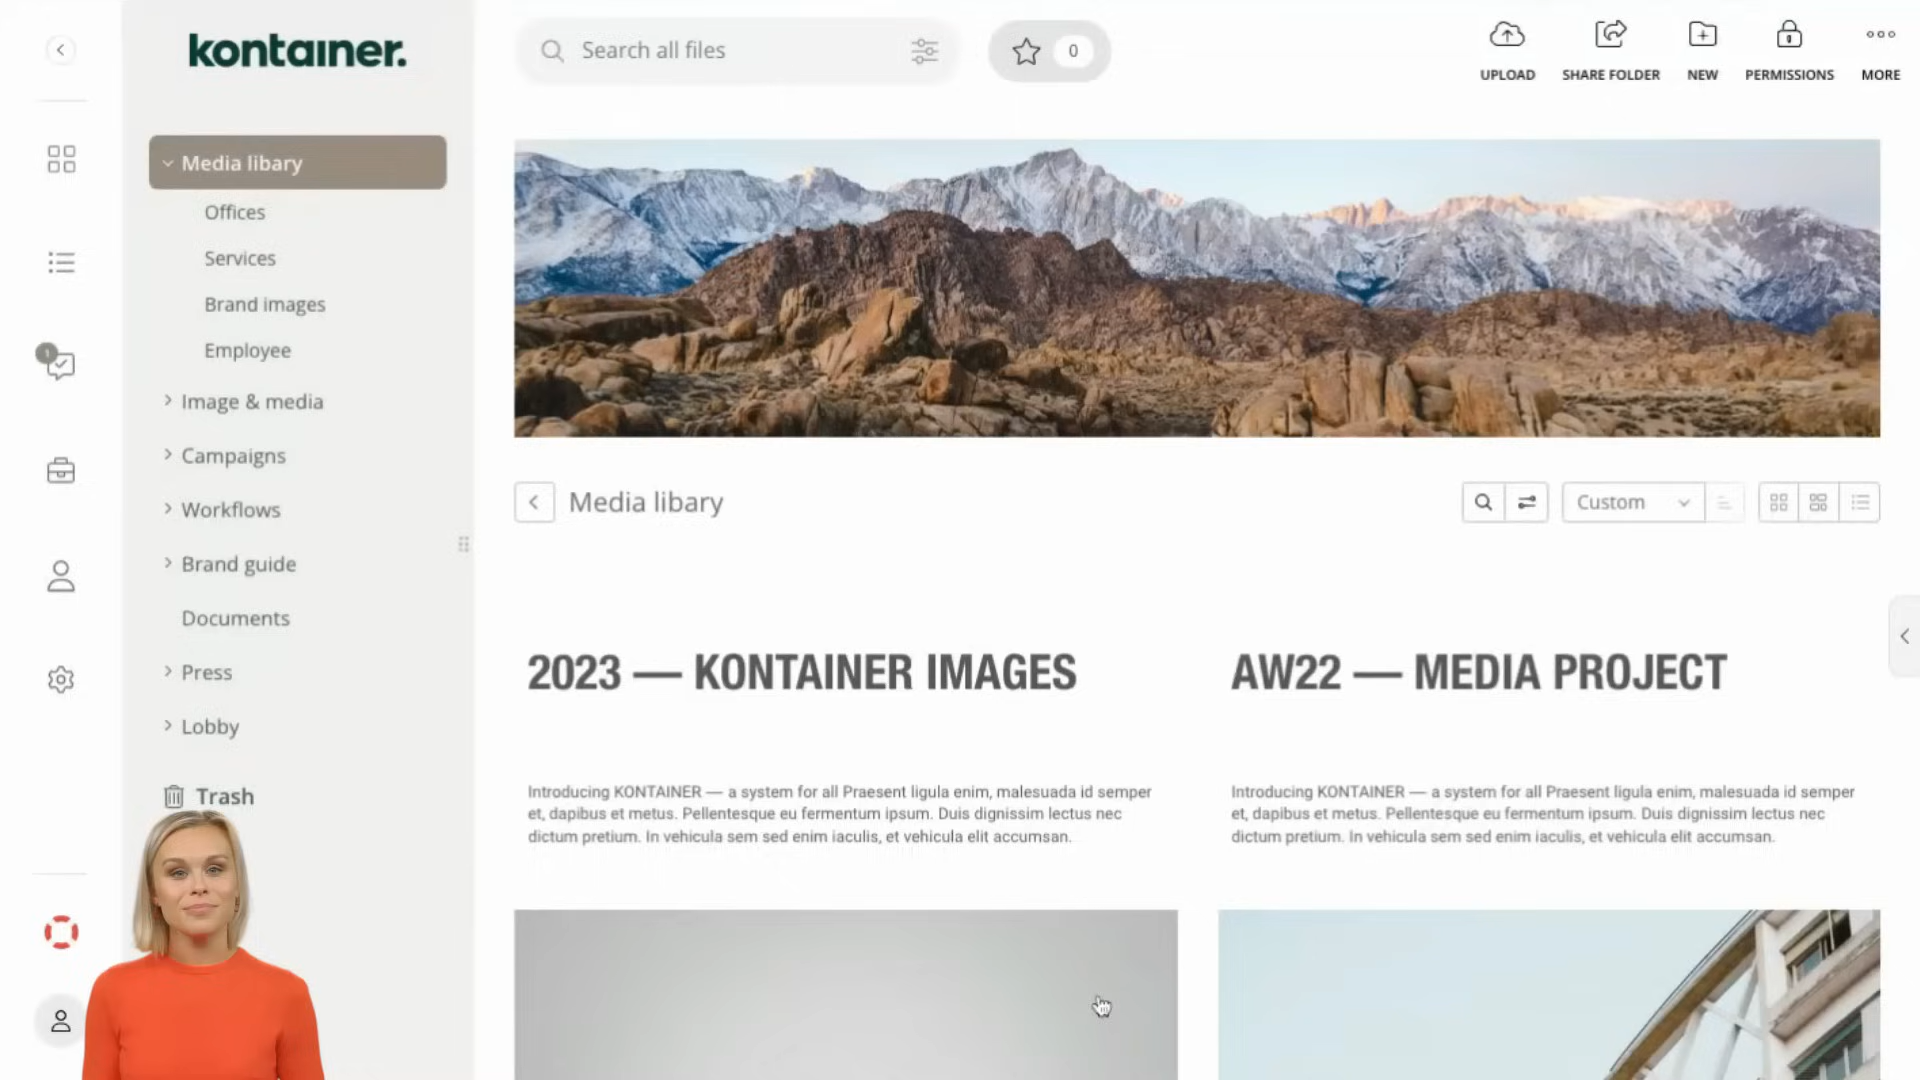 kontainer.
Search all files
0
UPLOAD
SHARE FOLDER
NEW
PERMISSIONS
MORE
Media libary
Offices
Services
Brand images
Employee
Image & media
Campaigns
Workflows
Brand guide
Documents
Press
Lobby
Trash
1
Media libary
Custom
2023 — KONTAINER IMAGES
Introducing KONTAINER — a system for all Praesent ligula enim, malesuada id semper
et, dapibus et metus. Pellentesque eu fermentum ipsum. Duis dignissim lectus nec
dictum pretium. In vehicula sem sed enim iaculis, et vehicula elit accumsan.
AW22 — MEDIA PROJECT
Introducing KONTAINER — a system for all Praesent ligula enim, malesuada id semper
et, dapibus et metus. Pellentesque eu fermentum ipsum. Duis dignissim lectus nec
dictum pretium. In vehicula sem sed enim iaculis, et vehicula elit accumsan.